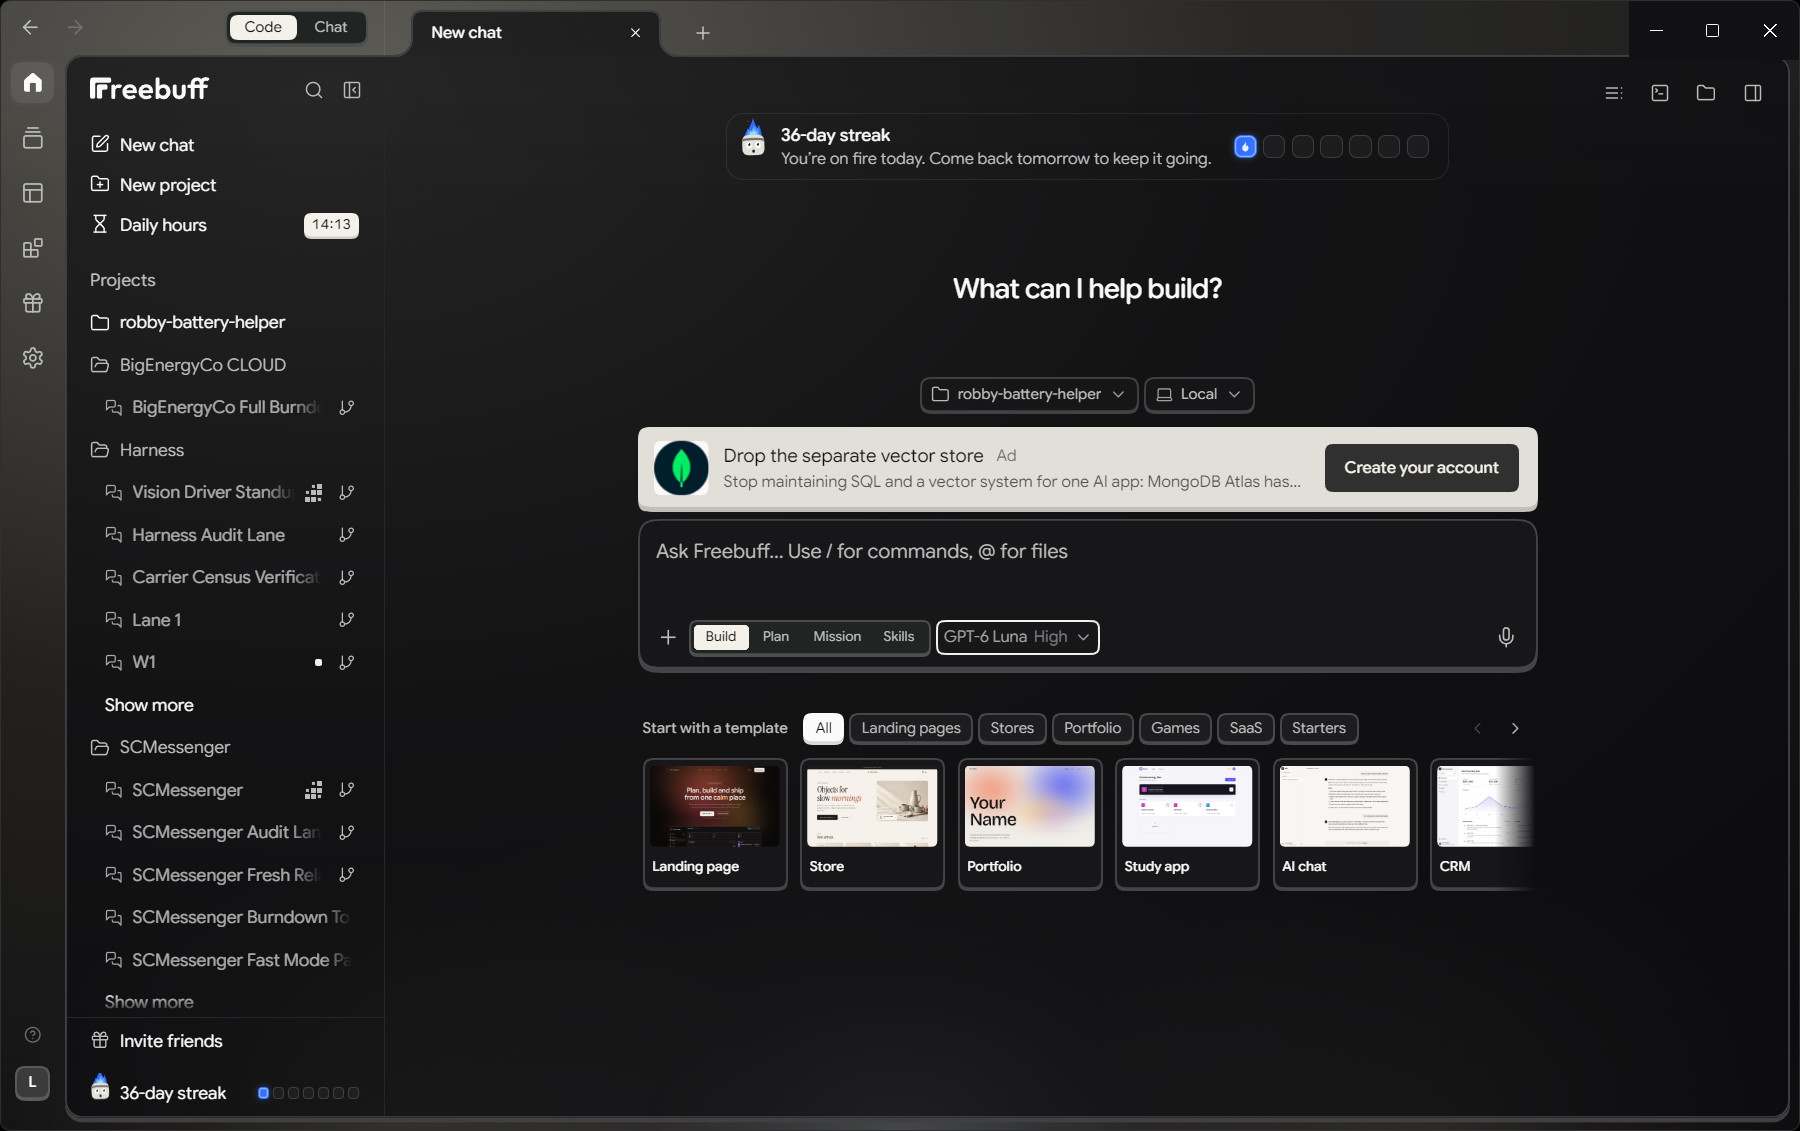 Code
Chat
New chat
Freebuff
New chat
New project
Daily hours
14:13
Projects
robby-battery-helper
BigEnergyCo CLOUD
BigEnergyCo Full Burndo
Harness
Vision Driver Standu
Harness Audit Lane
Carrier Census Verificat
Lane 1
W1
Show more
SCMessenger
SCMessenger
SCMessenger Audit Lan
SCMessenger Fresh Rel
SCMessenger Burndown To
SCMessenger Fast Mode Pa
Show more
Invite friends
L
36-day streak
36-day streak
You're on fire today. Come back tomorrow to keep it going.
What can I help build?
robby-battery-helper
Local
Drop the separate vector store Ad
Stop maintaining SQL and a vector system for one AI app: MongoDB Atlas has...
Create your account
Ask Freebuff... Use / for commands, @ for files
Build
Plan
Mission
Skills
GPT-6 Luna High
Start with a template
All
Landing pages
Stores
Portfolio
Games
SaaS
Starters
Plan, build and ship
from one calm place
Landing page
Objects for
slow mornings
Store
Your
Name
Portfolio
Study app
AI chat
CRM